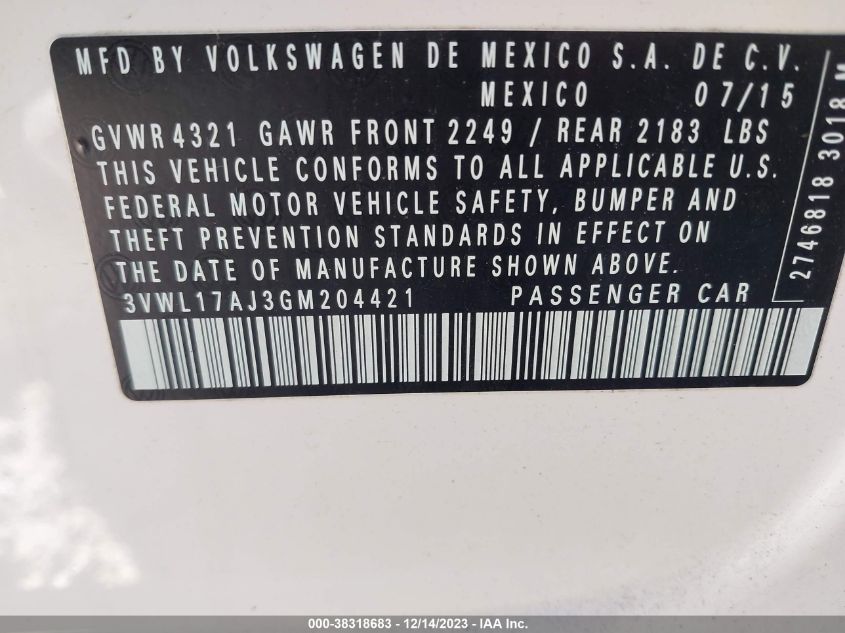 MFD BY VOLKSWAGEN DE MEXICO S.A. DE C.V.
MEXICO 07/15
GVWR 4321 GAWR FRONT 2249 / REAR 2183 LBS
THIS VEHICLE CONFORMS TO ALL APPLICABLE U.S.
FEDERAL MOTOR VEHICLE SAFETY, BUMPER AND
THEFT PREVENTION STANDARDS IN EFFECT ON
THE DATE OF MANUFACTURE SHOWN ABOVE.
3VWL17AJ3GM204421 PASSENGER CAR
2746818 3018 M
000-38318683 - 12/14/2023 - IAA Inc.